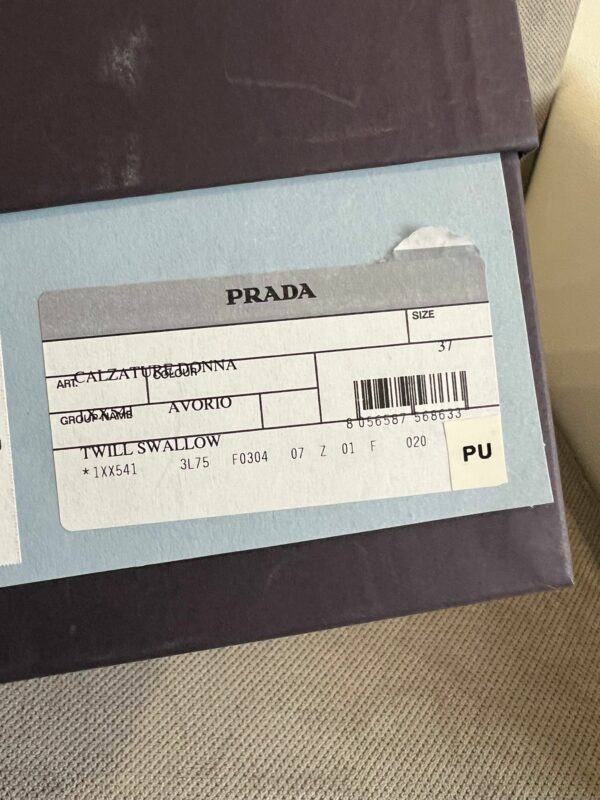 PRADA
SIZE
37
CALZATURE DONNA
ART.
COLOUR
1XX541 AVORIO
GROUP NAME
8 056587 568633
TWILL SWALLOW
*1XX541 3L75 F0304 07 Z 01 F 020
PU